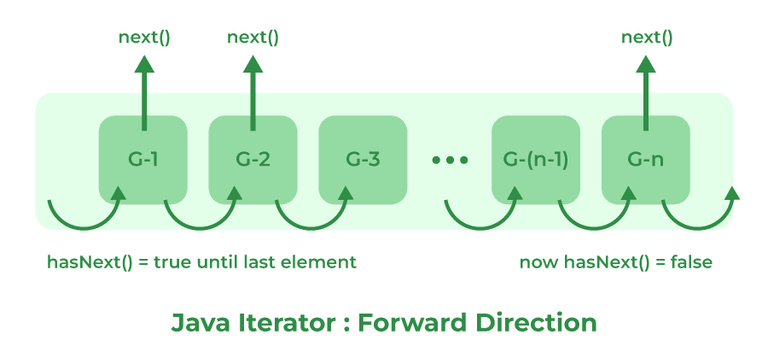 next() next() next()
G-1 G-2 G-3 ••• G-(n-1) G-n
hasNext() = true until last element now hasNext() = false
Java Iterator : Forward Direction